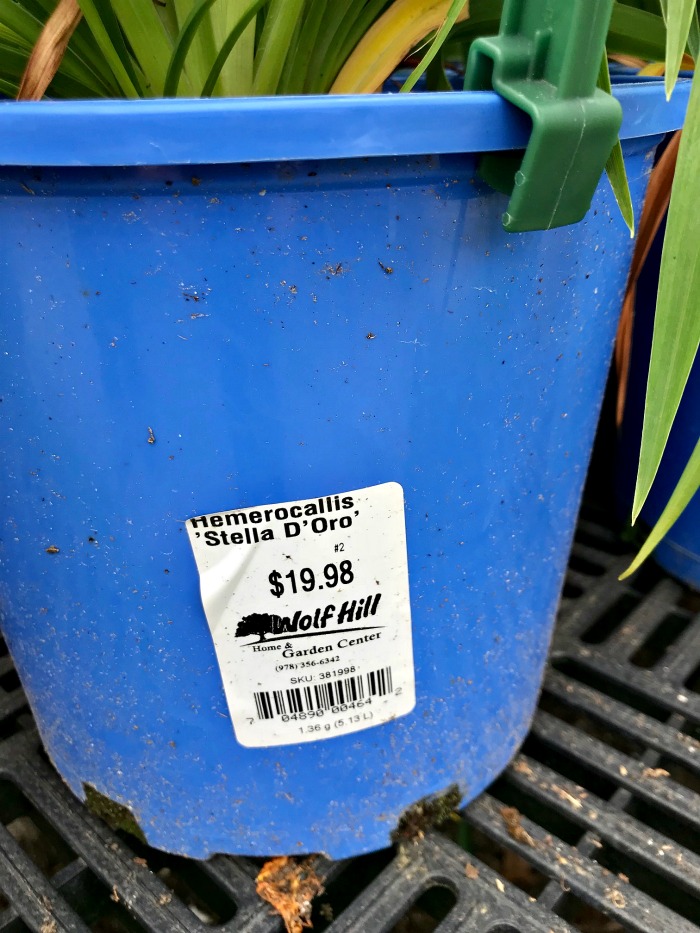 Hemerocallis
'Stella D'Oro'
#2
$19.98
Wolf Hill
Home &
Garden Center
(978) 356-6342
SKU: 381998
7 04890 00464 2
1.36 g (5.13 L)